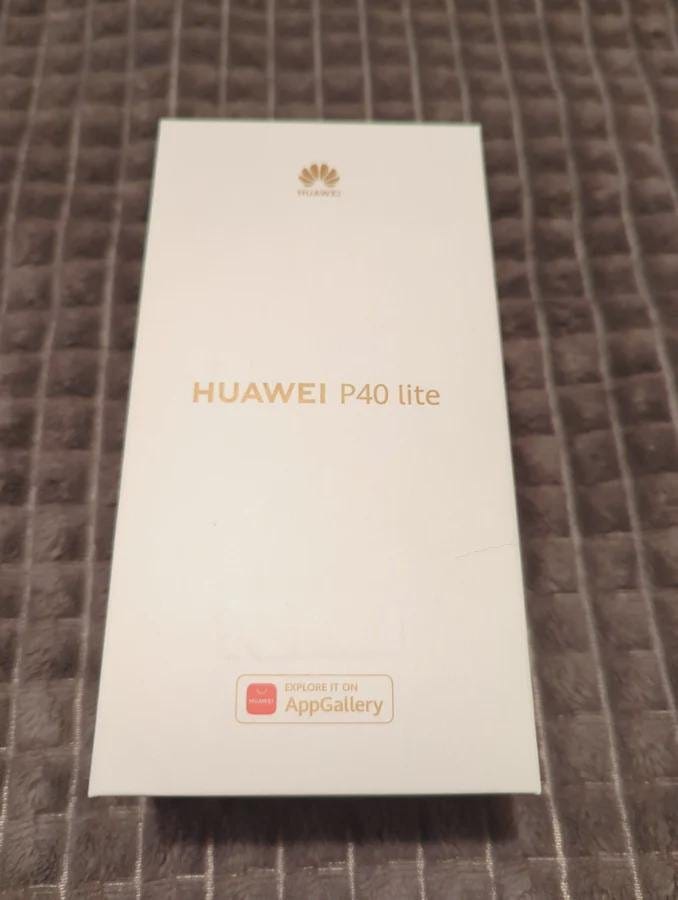 HUAWEI
HUAWEI P40 lite
HUAWEI
EXPLORE IT ON
AppGallery